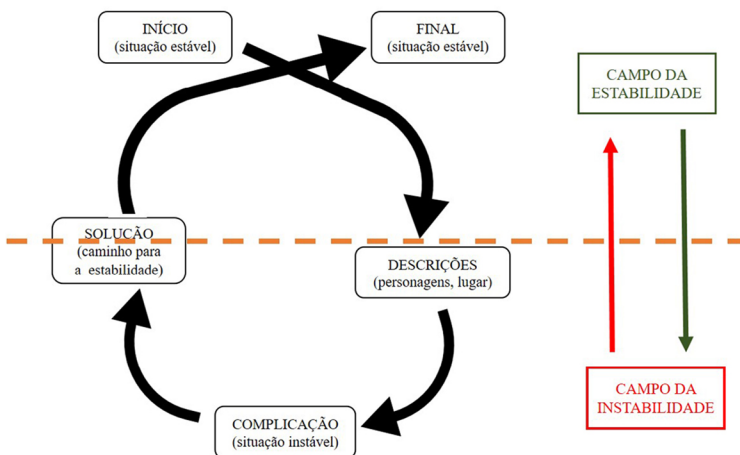 INÍCIO
(situação estável)
FINAL
(situação estável)
CAMPO DA
ESTABILIDADE
SOLUCÃO
(caminho para
a estabilidade)
DESCRIÇÕES
(personagens, lugar)
COMPLICAÇÃO
(situação instável)
CAMPO DA
INSTABILIDADE